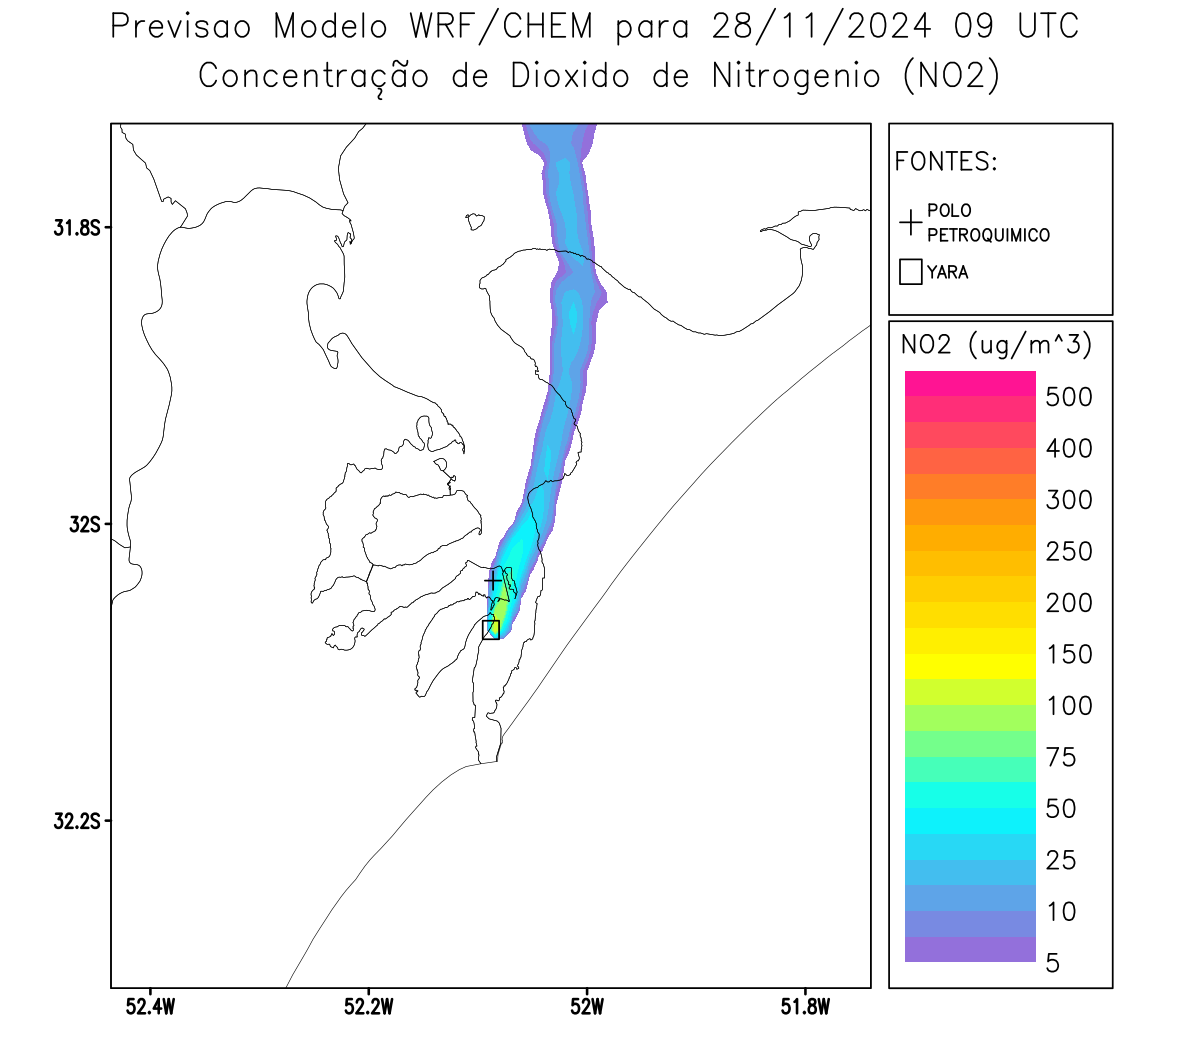 Previsao Modelo WRF/CHEM para 28/11/2024 09 UTC
Concentração de Dioxido de Nitrogenio (NO2)
FONTES:
POLO
PETROQUIMICO
YARA
31.8S
32S
32.2S
52.4W
52.2W
52W
51.8W
NO2 (ug/m^3)
500
400
300
250
200
150
100
75
50
25
10
5